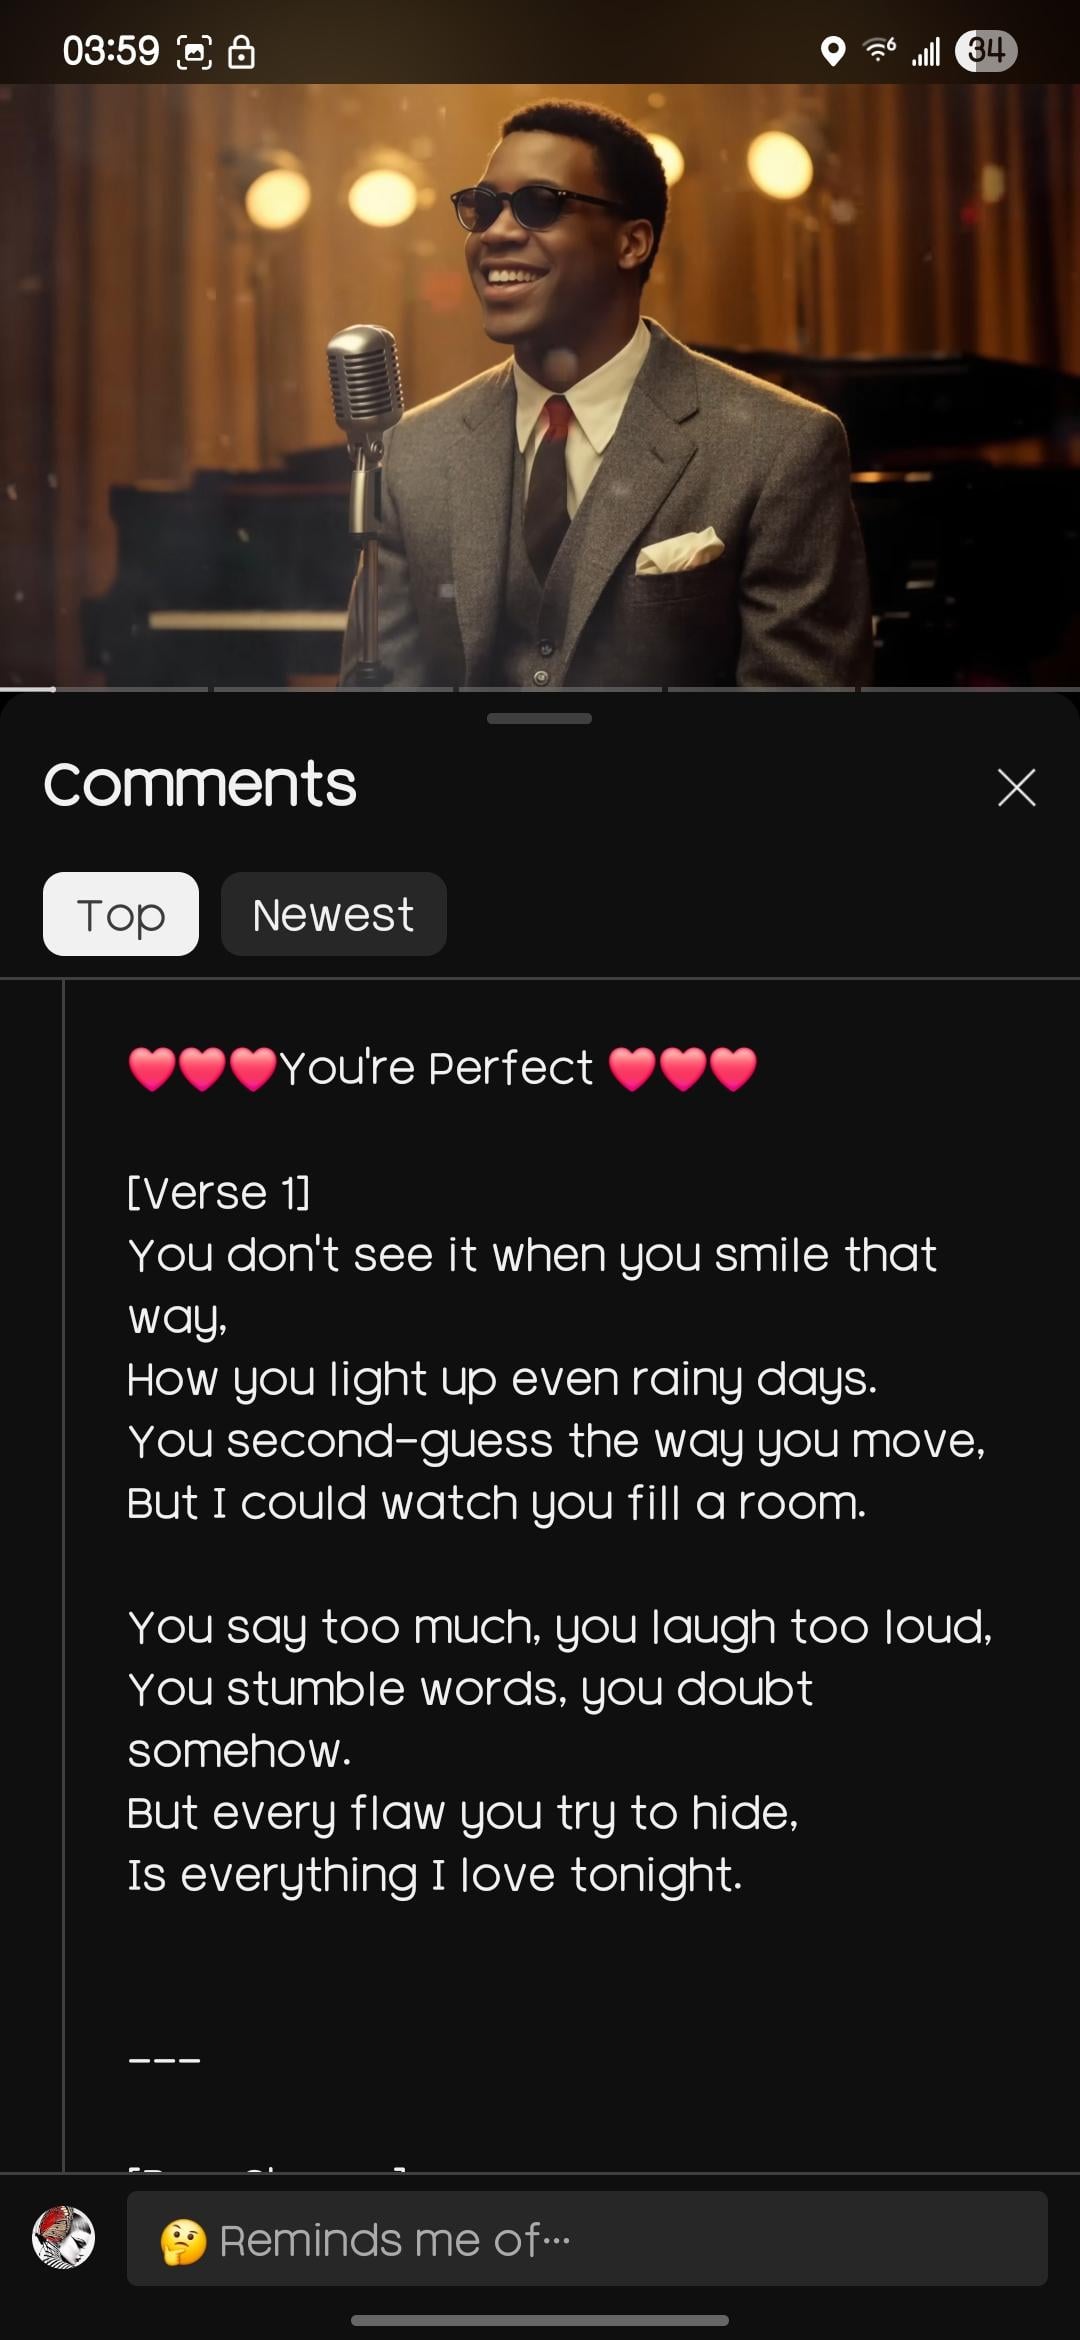 03:59
6
34
Comments
Top
Newest
❤️❤️❤️You're Perfect ❤️❤️❤️
[Verse 1]
You don't see it when you smile that
way,
How you light up even rainy days.
You second-guess the way you move,
But I could watch you fill a room.
You say too much, you laugh too loud,
You stumble words, you doubt
somehow.
But every flaw you try to hide,
Is everything I love tonight.
---
🤔 Reminds me of...